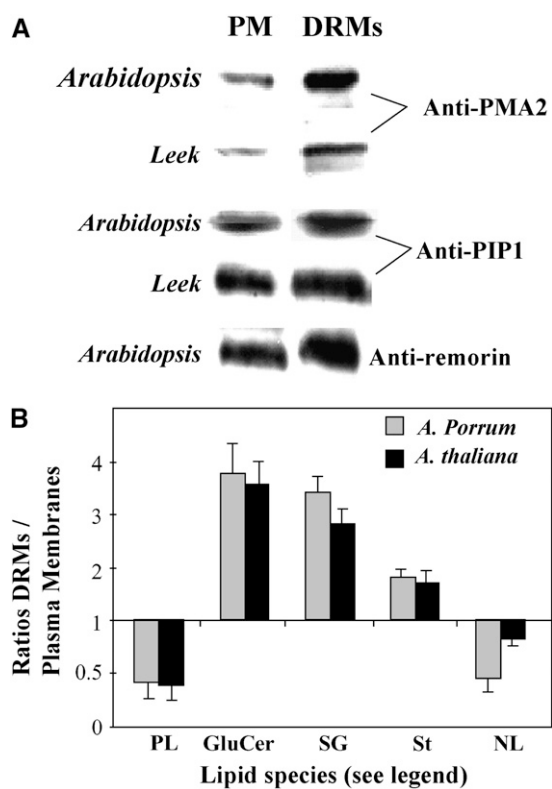 A
PM DRMs
Arabidopsis
Anti-PMA2
Leek
Arabidopsis
Anti-PIP1
Leek
Arabidopsis Anti-remorin
B
A. Porrum
A. thaliana
Ratios DRMs /
Plasma Membranes
4
3
2
1
0.5
0
PL GluCer SG St NL
Lipid species (see legend)